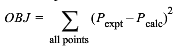 OBJ = ∑ (P_expt − P_calc)²
all points